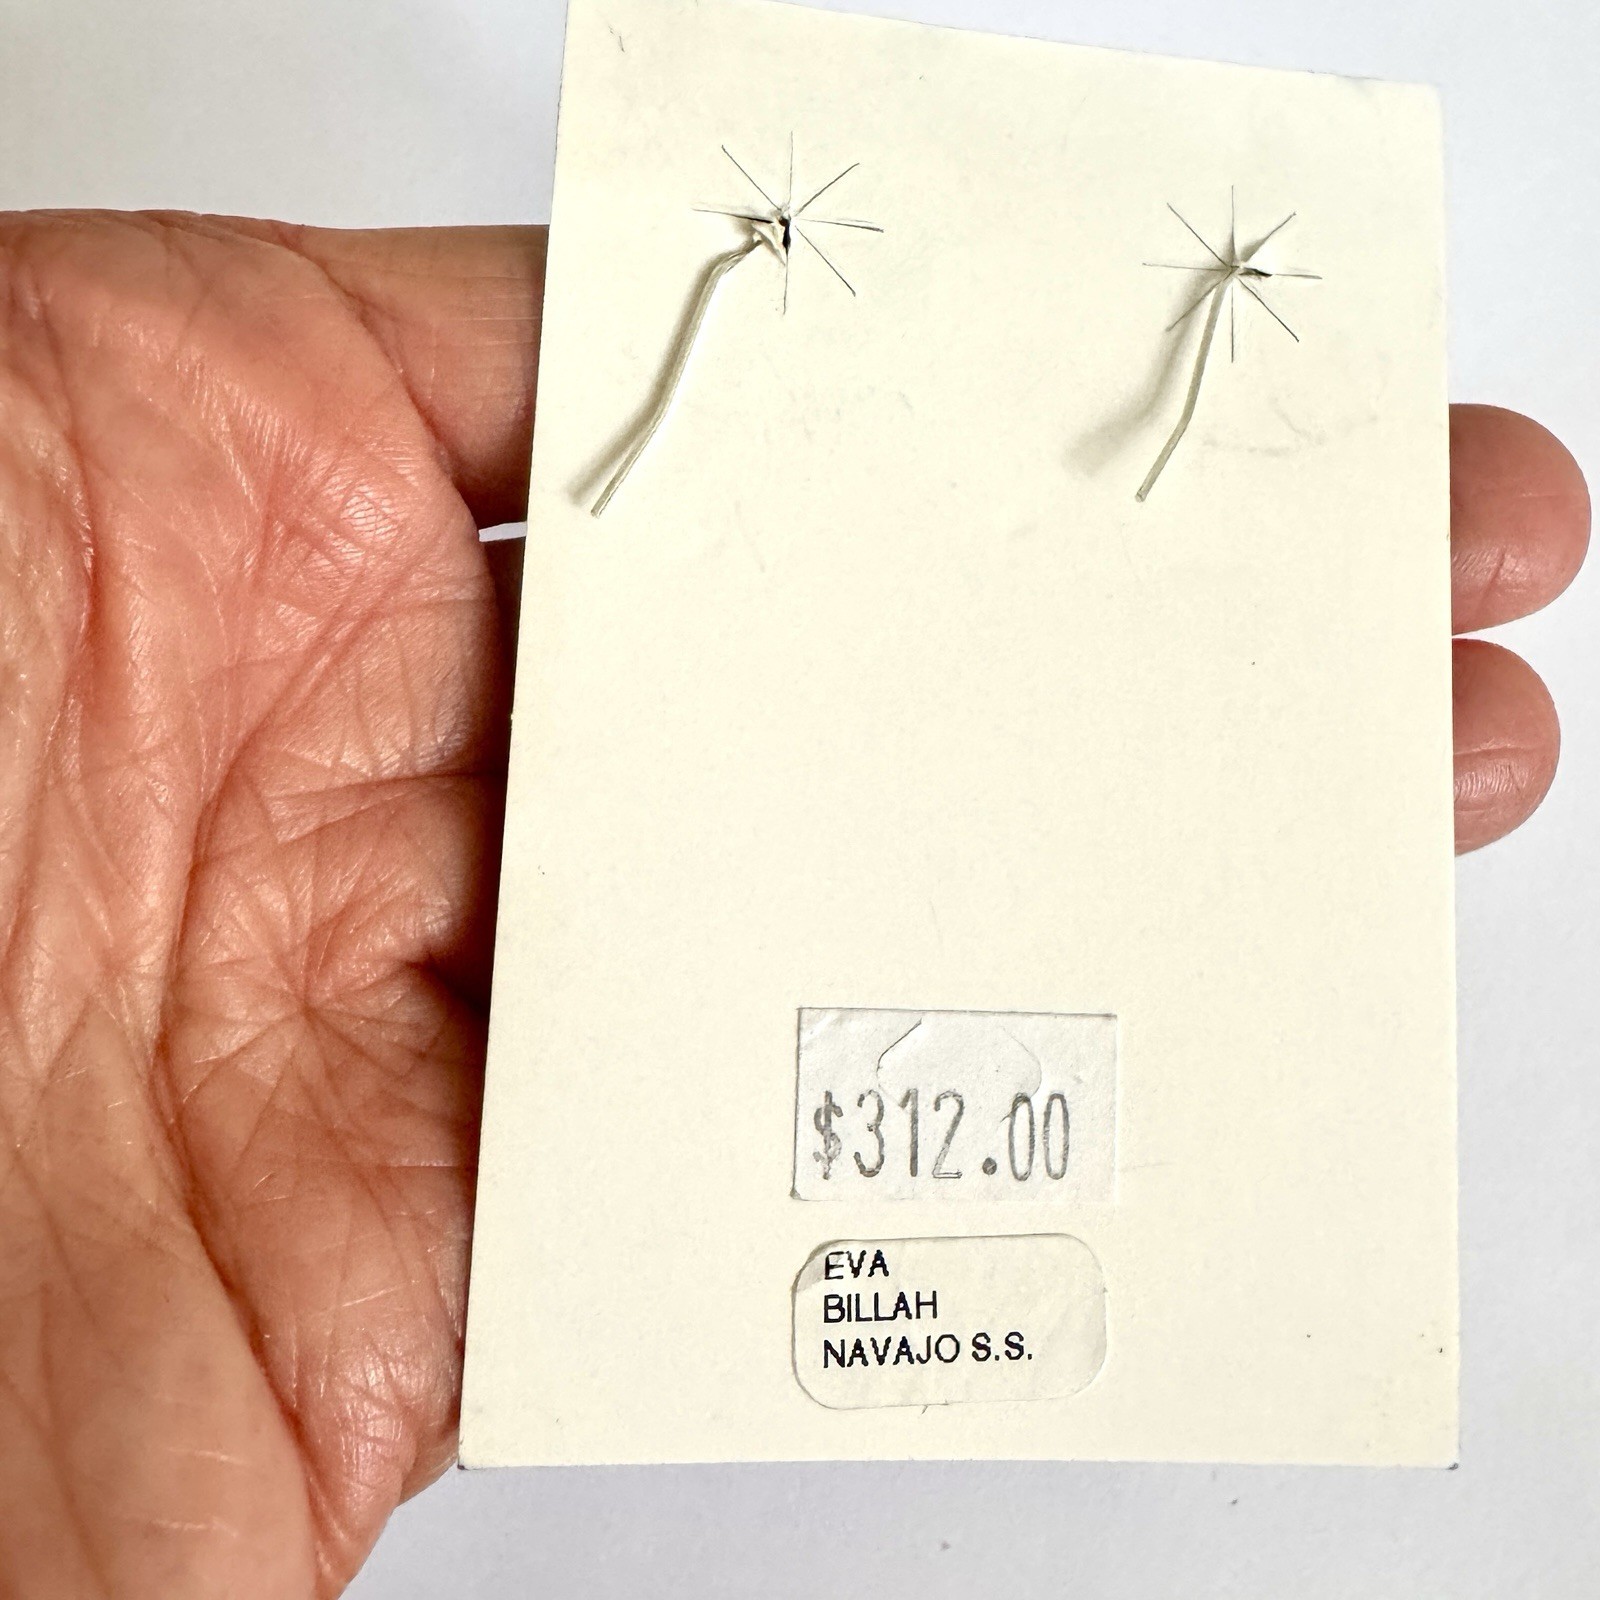 $312.00
EVA
BILLAH
NAVAJO S.S.